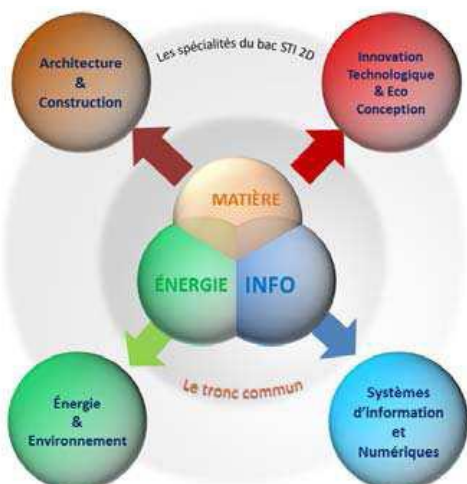 Les spécialités du bac STI 2D
Architecture
&
Construction
Innovation
Technologique
& Eco
Conception
MATIÈRE
ÉNERGIE
INFO
Le tronc commun
Énergie
&
Environnement
Systèmes
d'information
et
Numériques